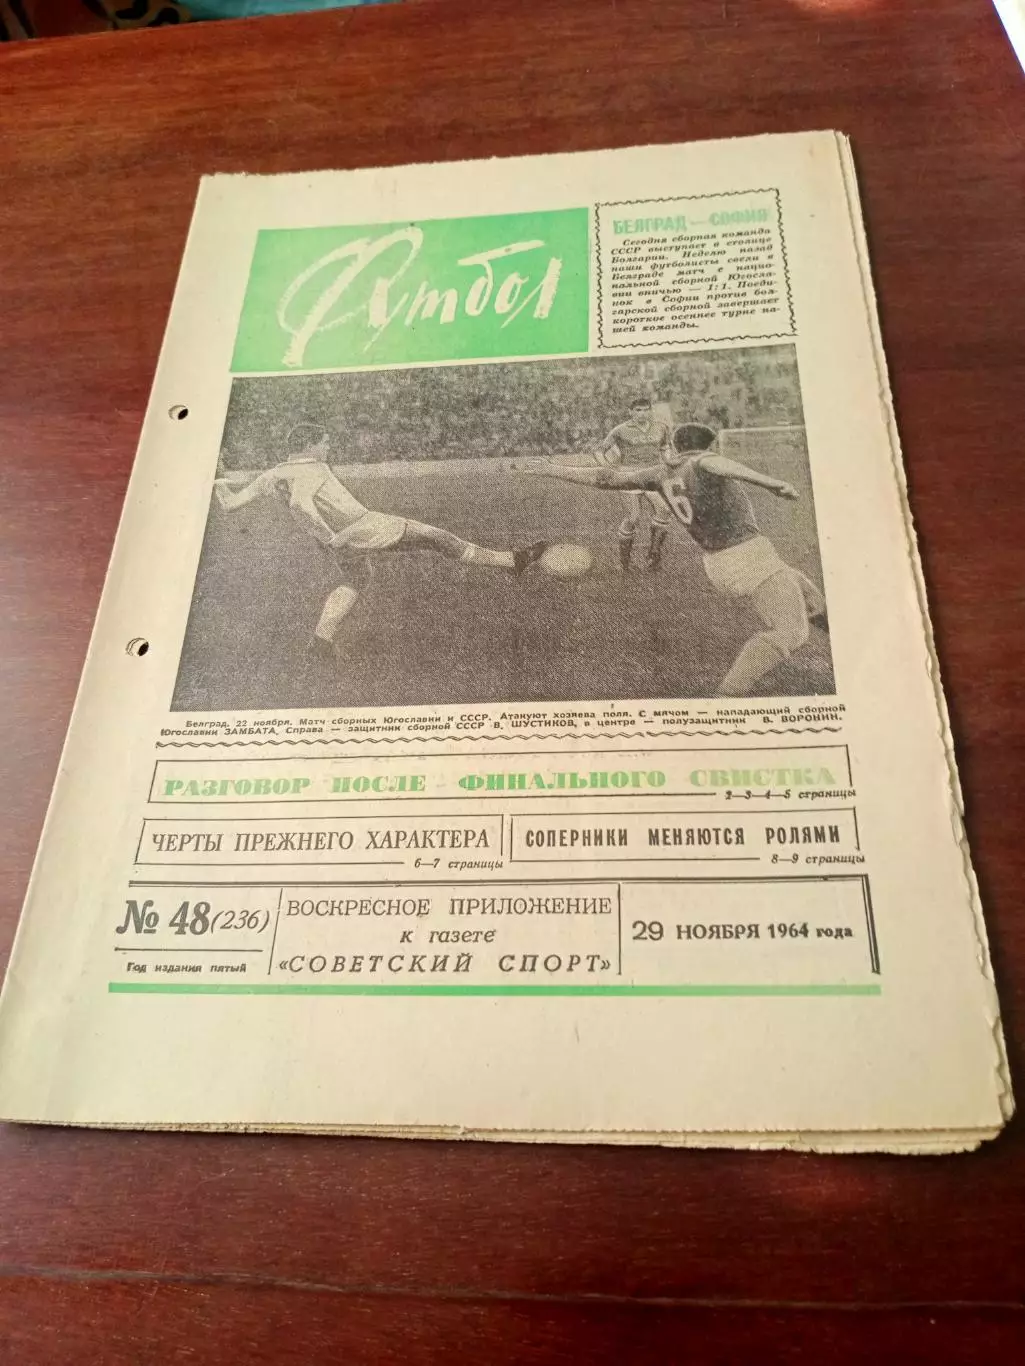 Футбол
БЕЛГРАД — СОФИЯ
Сегодня сборная команда
СССР выступает в столице
Болгарии. Неделю назад
наши футболисты свели в
Белграде матч с нацио-
нальной сборной Югосла-
вии вничью — 1:1. Поеди-
нок в Софии против бол-
гарской сборной завершает
короткое осеннее турне на-
шей команды.
6
Белград, 22 ноября. Матч сборных Югославии и СССР. Атакуют хозяева поля. С мячом — нападающий сборной
Югославии ЗАМБАТА. Справа — защитник сборной СССР В. ШУСТИКОВ, в центре — полузащитник В. ВОРОНИН.
РАЗГОВОР ПОСЛЕ ФИНАЛЬНОГО СВИСТКА
2—3—4—5 страницы
ЧЕРТЫ ПРЕЖНЕГО ХАРАКТЕРА
6—7 страницы
СОПЕРНИКИ МЕНЯЮТСЯ РОЛЯМИ
8—9 страницы
№ 48 (236)
Год издания пятый
ВОСКРЕСНОЕ ПРИЛОЖЕНИЕ
к газете
«СОВЕТСКИЙ СПОРТ»
29 НОЯБРЯ 1964 года